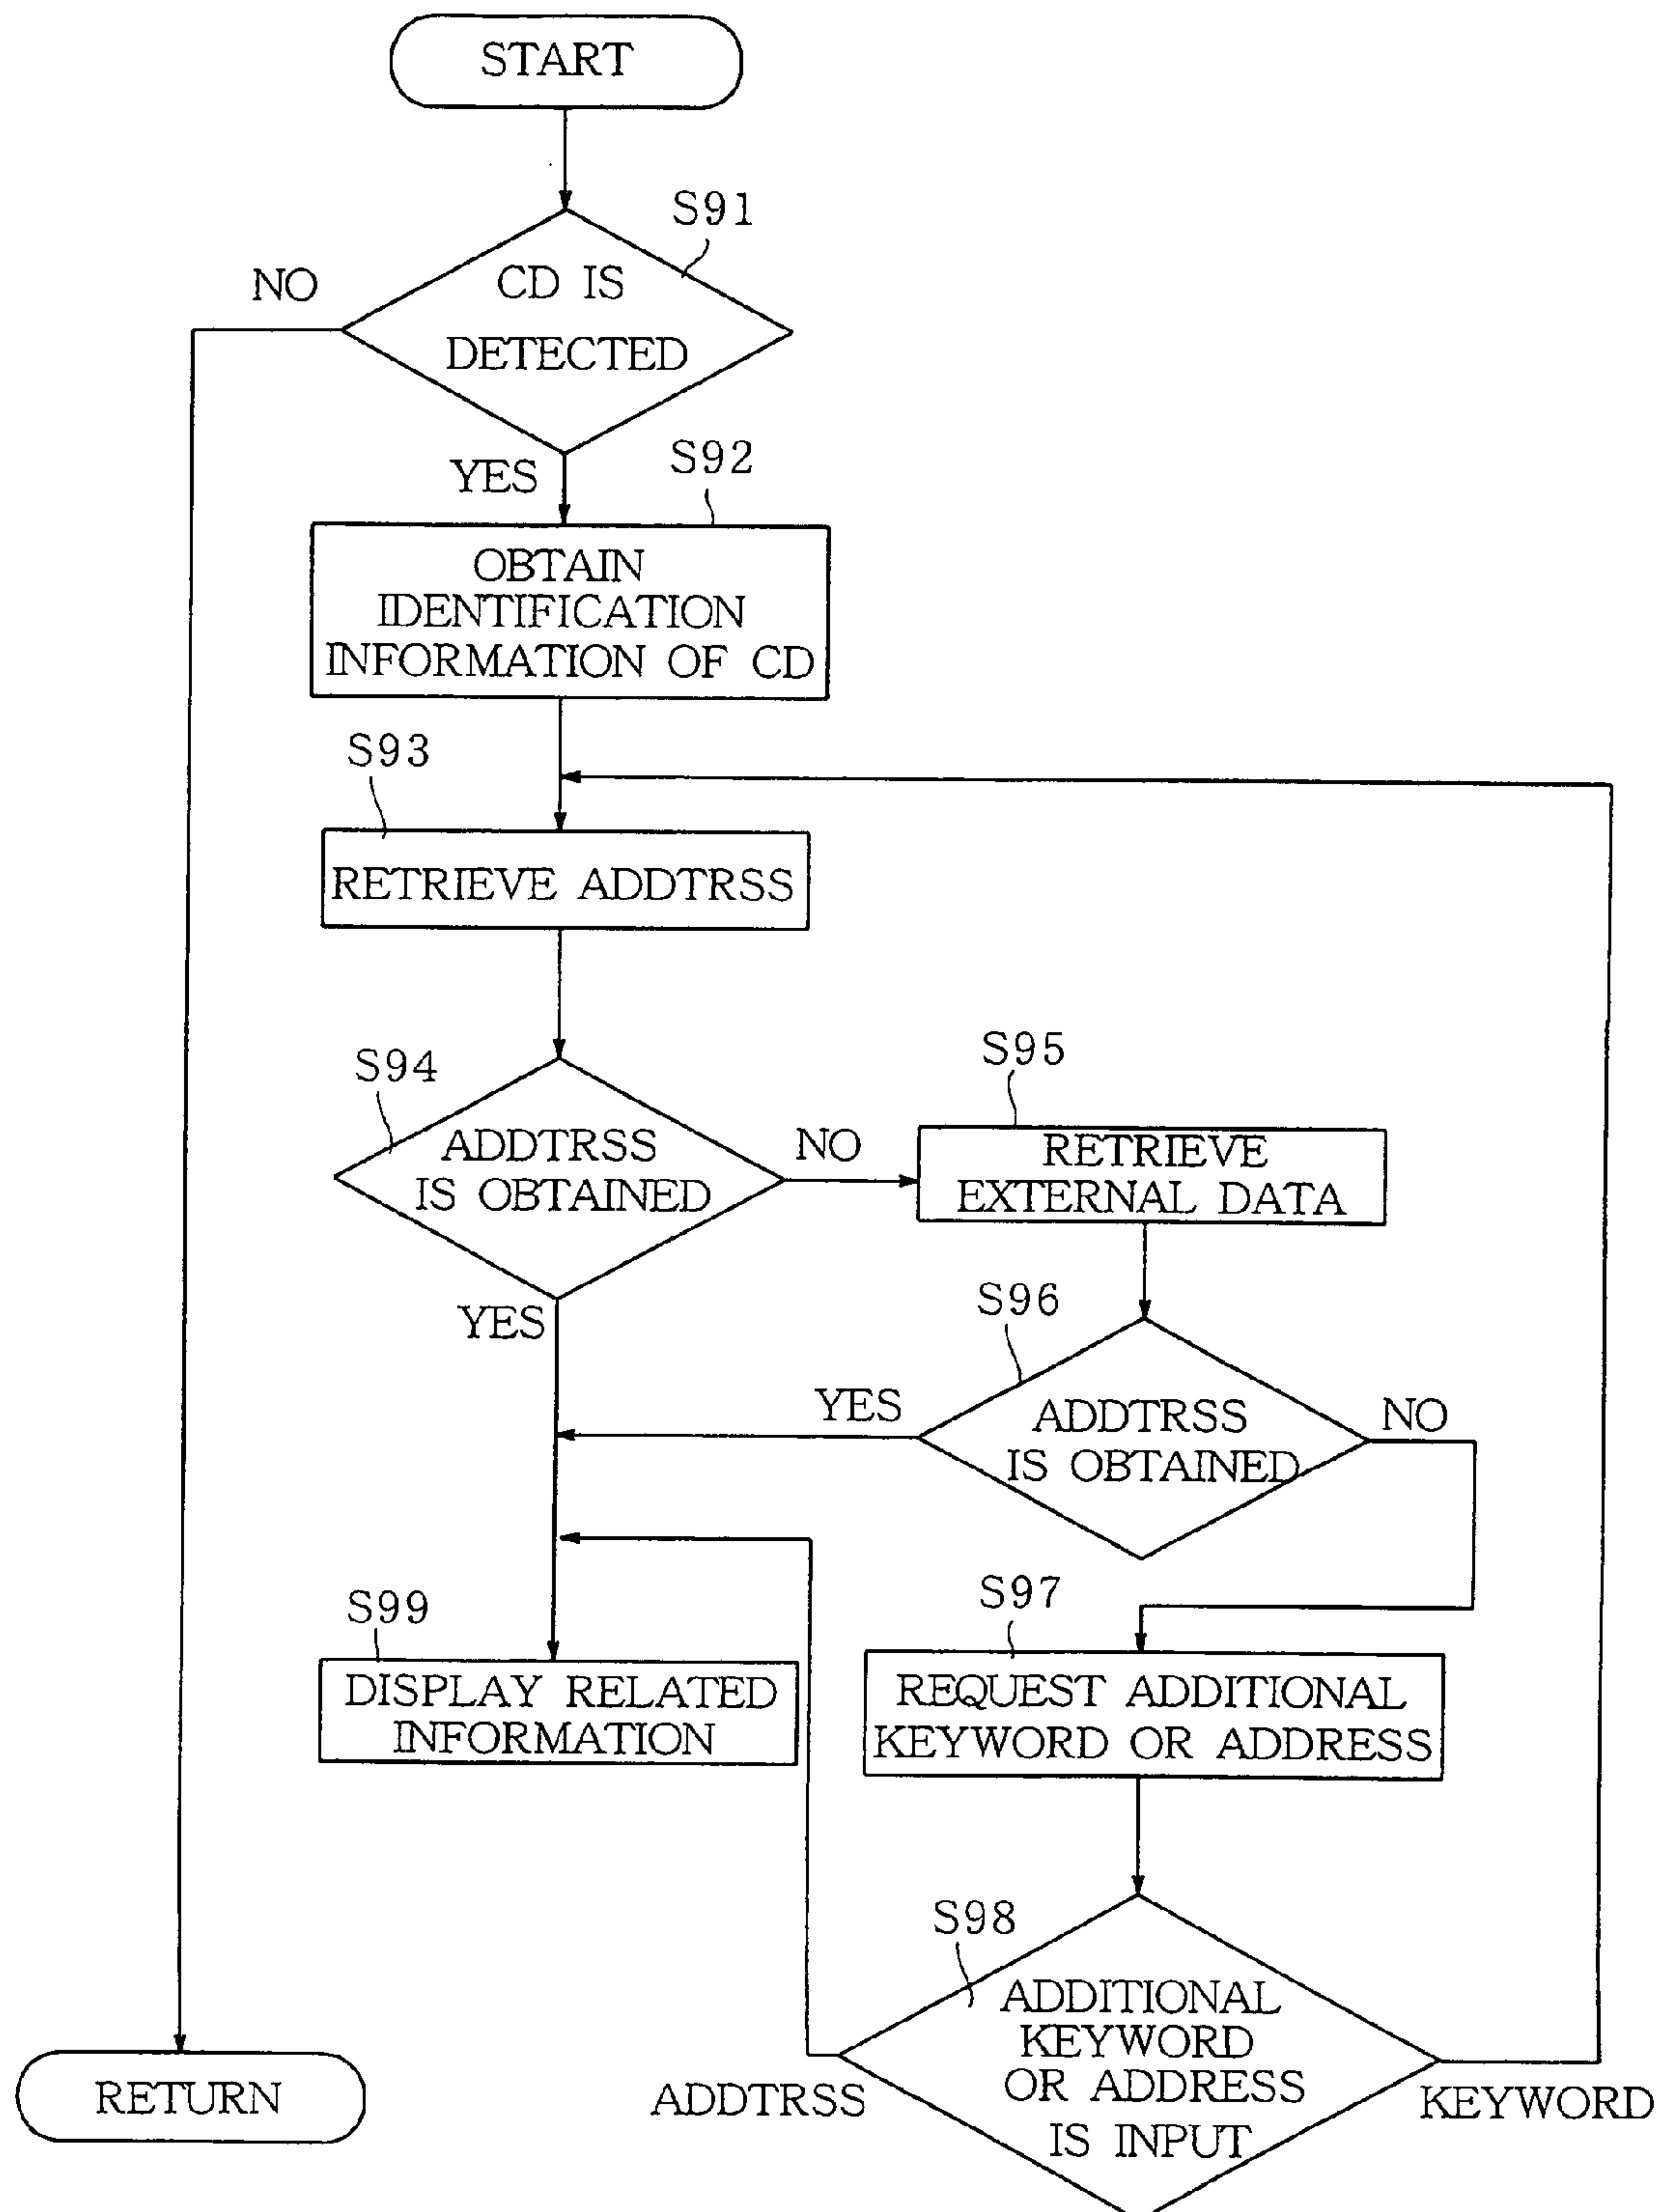 START
S91
NO
CD IS
DETECTED
YES
S92
OBTAIN
IDENTIFICATION
INFORMATION OF CD
S93
RETRIEVE ADDTRSS
S94
ADDTRSS
IS OBTAINED
NO
S95
RETRIEVE
EXTERNAL DATA
YES
S96
YES
ADDTRSS
IS OBTAINED
NO
S99
DISPLAY RELATED
INFORMATION
S97
REQUEST ADDITIONAL
KEYWORD OR ADDRESS
S98
ADDITIONAL
KEYWORD
OR ADDRESS
IS INPUT
ADDTRSS
KEYWORD
RETURN